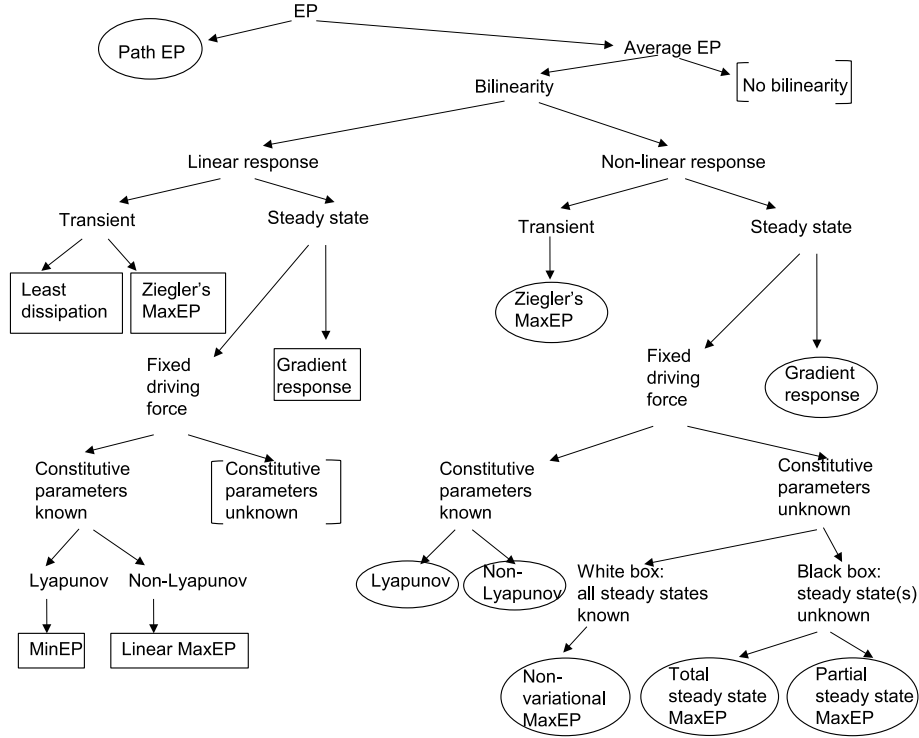 EP
Path EP
Average EP
Bilinearity
No bilinearity
Linear response
Non-linear response
Transient
Steady state
Transient
Steady state
Least
dissipation
Ziegler's
MaxEP
Ziegler's
MaxEP
Fixed
driving
force
Gradient
response
Fixed
driving
force
Gradient
response
Constitutive
parameters
known
Constitutive
parameters
unknown
Constitutive
parameters
known
Constitutive
parameters
unknown
Lyapunov
Non-Lyapunov
Lyapunov
Non-
Lyapunov
White box:
all steady states
known
Black box:
steady state(s)
unknown
MinEP
Linear MaxEP
Non-
variational
MaxEP
Total
steady state
MaxEP
Partial
steady state
MaxEP